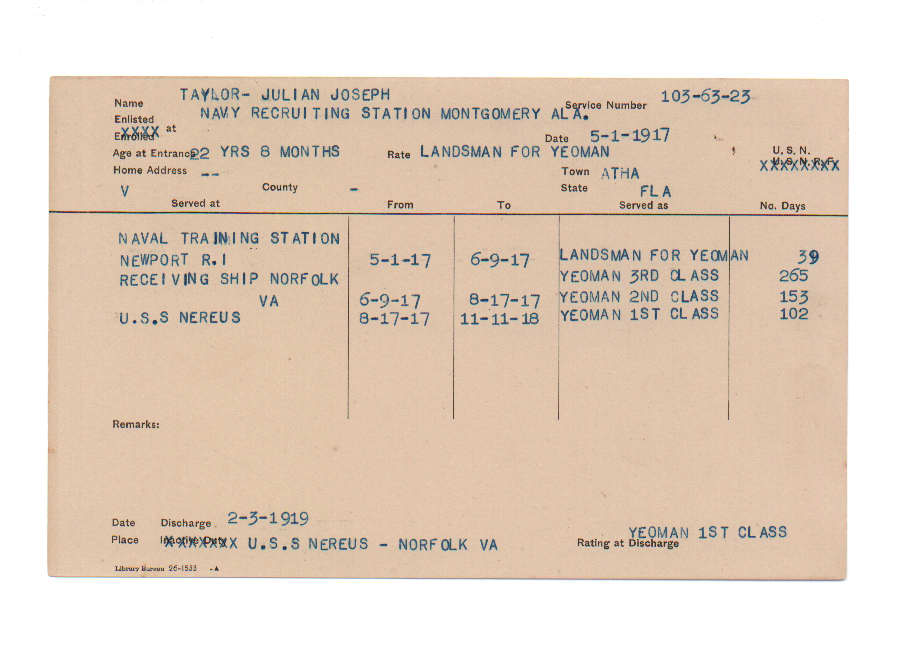 Name TAYLOR- JULIAN JOSEPH Service Number 103-63-23
Enlisted NAVY RECRUITING STATION MONTGOMERY ALA.
Enrolled at XXXX Date 5-1-1917
Age at Entrance 22 YRS 8 MONTHS Rate LANDSMAN FOR YEOMAN U. S. N.
U. S. N. R. F. XXXXXXXX
Home Address -- Town ATHA
V County - State FLA
Served at From To Served as No. Days
NAVAL TRAINING STATION
NEWPORT R.I 5-1-17 6-9-17 LANDSMAN FOR YEOMAN 39
RECEIVING SHIP NORFOLK YEOMAN 3RD CLASS 265
VA 6-9-17 8-17-17 YEOMAN 2ND CLASS 153
U.S.S NEREUS 8-17-17 11-11-18 YEOMAN 1ST CLASS 102
Remarks:
Date Discharge 2-3-1919
Place Inactive Duty XXXXXXX U.S.S NEREUS - NORFOLK VA Rating at Discharge YEOMAN 1ST CLASS
Library Bureau 26-1533 -A